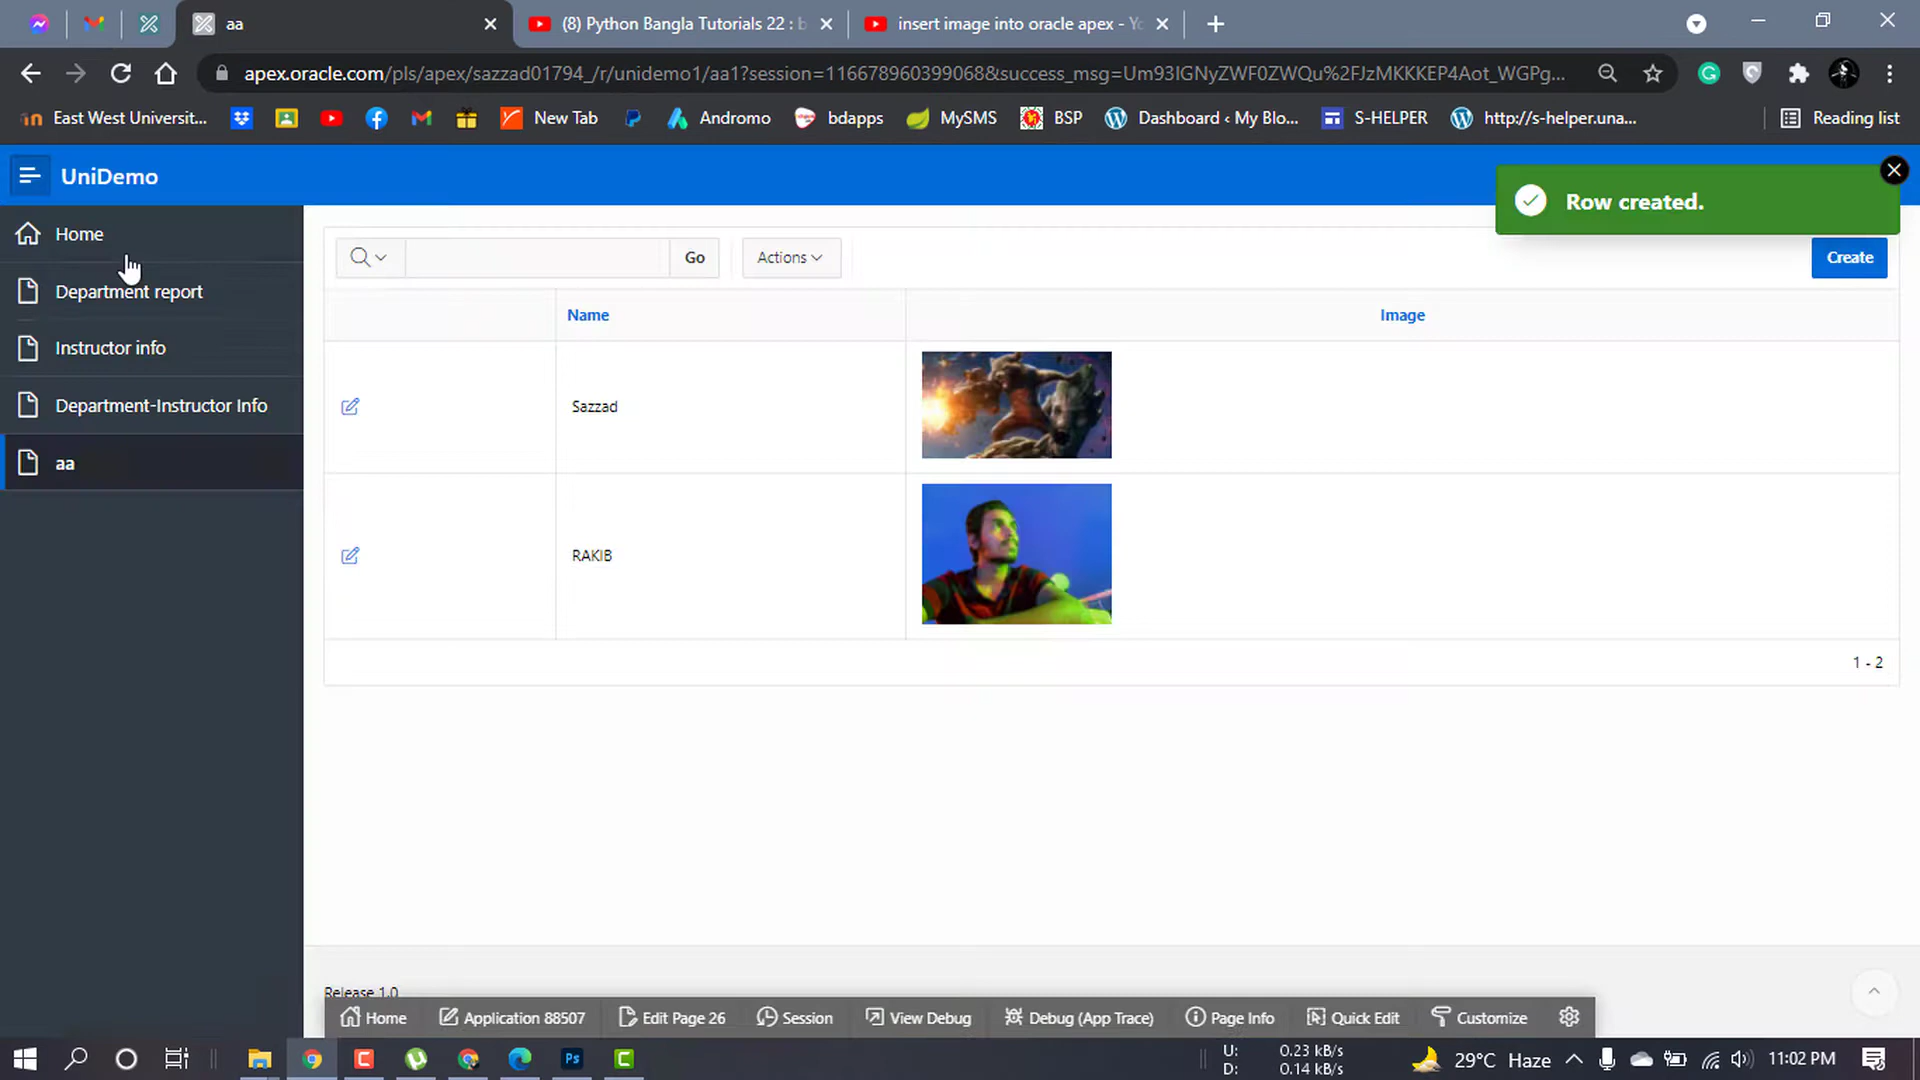 aa
(8) Python Bangla Tutorials 22 : b
insert image into oracle apex - Yo
apex.oracle.com/pls/apex/sazzad01794_/r/unidemo1/aa1?session=116678960399068&success_msg=Um93IGNyZWF0ZWQu%2FJzMKKKEP4Aot_WGPg...
East West Universit...
New Tab
Andromo
bdapps
MySMS
BSP
Dashboard ‹ My Blo...
S-HELPER
http://s-helper.una...
Reading list
UniDemo
Row created.
Home
Department report
Instructor info
Department-Instructor Info
aa
Go
Actions
Create
Name
Image
Sazzad
RAKIB
1 - 2
Release 1.0
Home
Application 88507
Edit Page 26
Session
View Debug
Debug (App Trace)
Page Info
Quick Edit
Customize
U: 0.23 kB/s
D: 0.14 kB/s
29°C Haze
11:02 PM